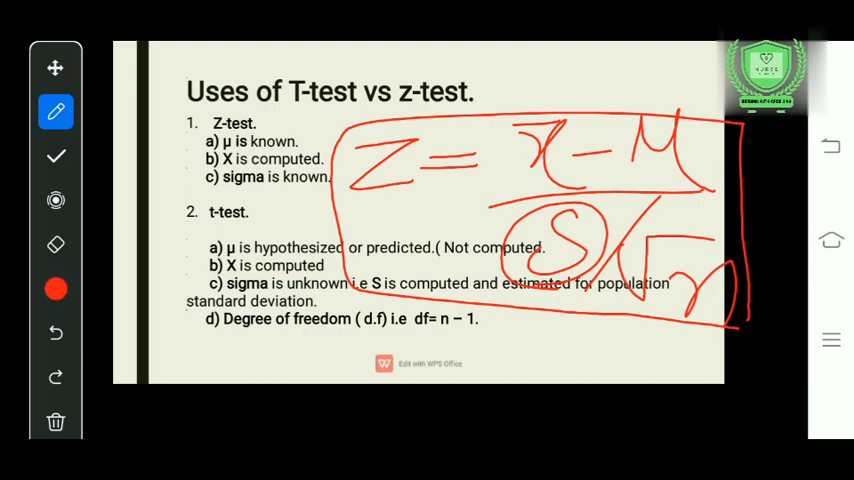 Uses of T-test vs z-test.
1. Z-test.
a) µ is known.
b) X is computed.
c) sigma is known.
2. t-test.
a) µ is hypothesized or predicted.( Not computed.
b) X is computed
c) sigma is unknown i.e S is computed and estimated for population
standard deviation.
d) Degree of freedom ( d.f) i.e df= n – 1.
Z = x̄ - µ
S/√n
Edit with WPS Office